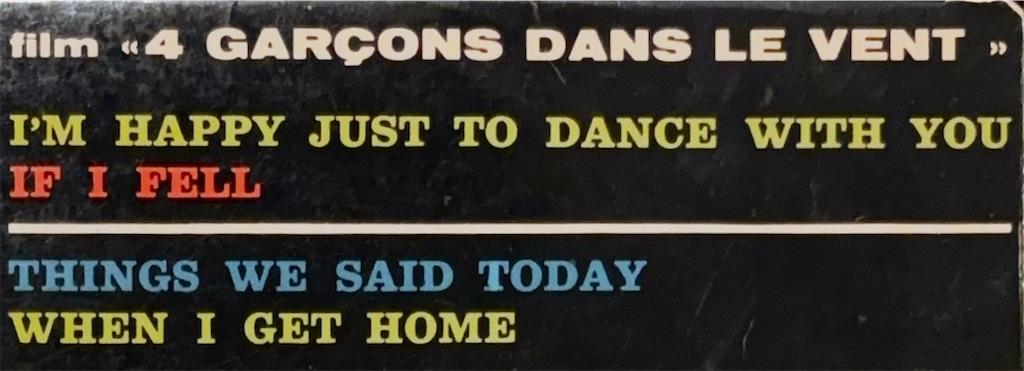 film «4 GARÇONS DANS LE VENT »
I'M HAPPY JUST TO DANCE WITH YOU
IF I FELL
THINGS WE SAID TODAY
WHEN I GET HOME